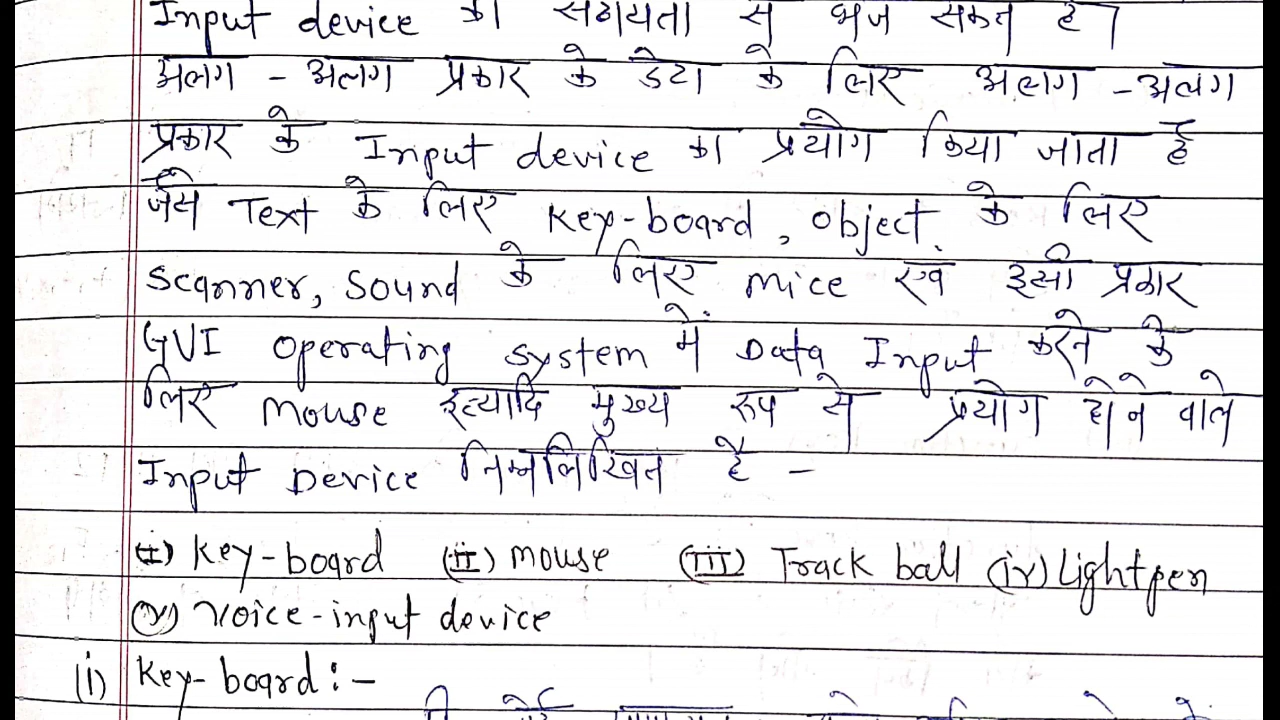 Input device की सहायता से भेज सकते है।
अलग - अलग प्रकार के डेटा के लिए अलग - अलग
प्रकार के Input device का प्रयोग किया जाता है
जैसे Text के लिए Key-board, object के लिए
scanner, sound के लिए mice एवं इसी प्रकार
GVI operating system में Data Input करने के
लिए mouse इत्यादि मुख्य रूप से प्रयोग होने वाले
Input Device निम्नलिखित है -
(i) Key-board (ii) mouse (iii) Track ball (iv) Lightpen
(v) voice-input device
(i) Key-board :-